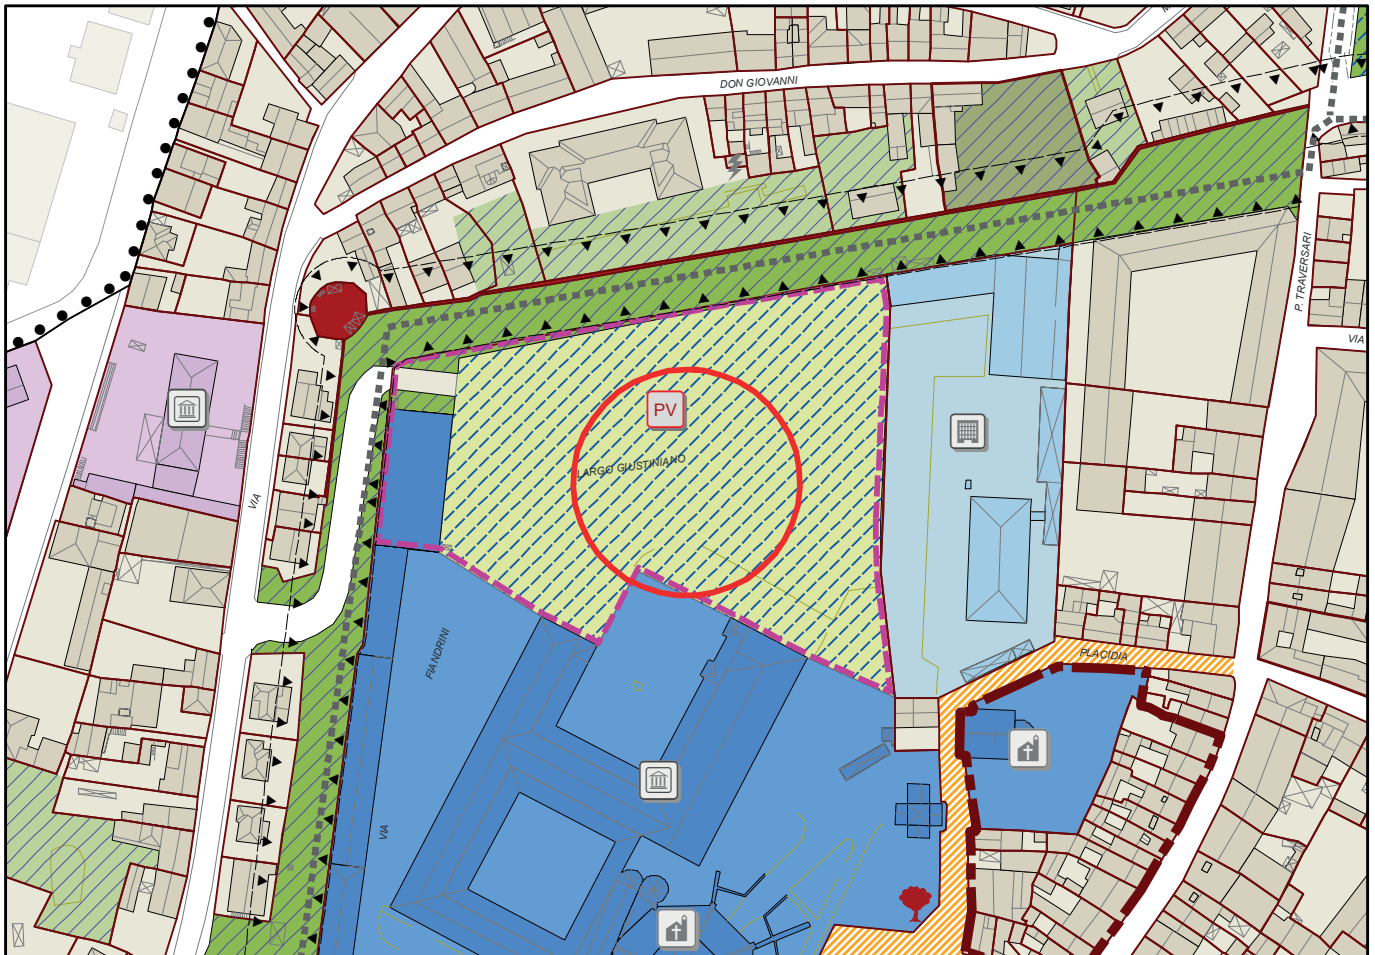 DON GIOVANNI
P. TRAVERSARI
VIA
PV
LARGO GIUSTINIANO
VIA
FIANDRINI
PLACIDIA
VIA